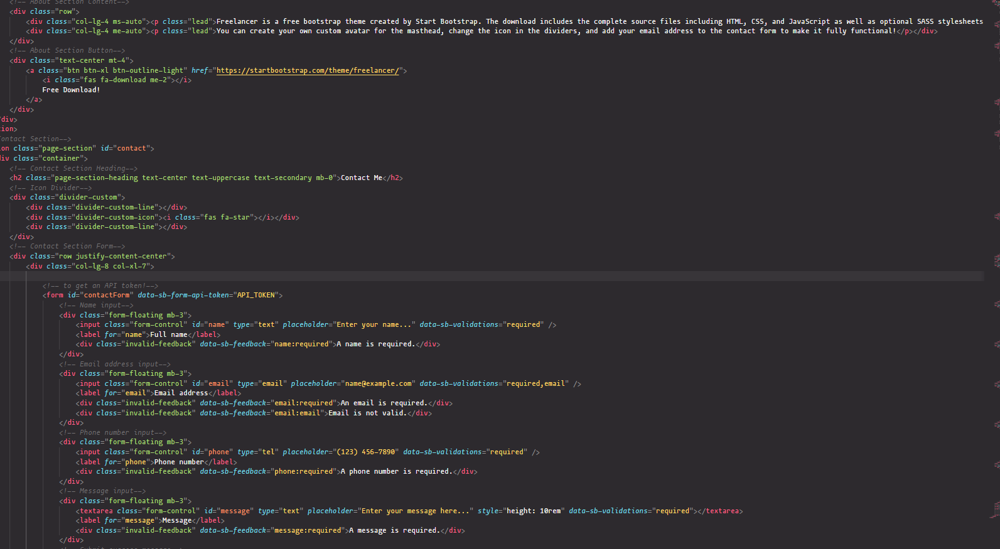 <!-- About Section Content-->
<div class="row">
<div class="col-lg-4 ms-auto"><p class="lead">Freelancer is a free bootstrap theme created by Start Bootstrap. The download includes the complete source files including HTML, CSS, and JavaScript as well as optional SASS stylesheets
<div class="col-lg-4 me-auto"><p class="lead">You can create your own custom avatar for the masthead, change the icon in the dividers, and add your email address to the contact form to make it fully functional!</p></div>
</div>
<!-- About Section Button-->
<div class="text-center mt-4">
<a class="btn btn-xl btn-outline-light" href="https://startbootstrap.com/theme/freelancer/">
<i class="fas fa-download me-2"></i>
Free Download!
</a>
</div>
/div>
ion>
ontact Section-->
on class="page-section" id="contact">
iv class="container">
<!-- Contact Section Heading-->
<h2 class="page-section-heading text-center text-uppercase text-secondary mb-0">Contact Me</h2>
<!-- Icon Divider-->
<div class="divider-custom">
<div class="divider-custom-line"></div>
<div class="divider-custom-icon"><i class="fas fa-star"></i></div>
<div class="divider-custom-line"></div>
</div>
<!-- Contact Section Form-->
<div class="row justify-content-center">
<div class="col-lg-8 col-xl-7">
<!-- to get an API token!-->
<form id="contactForm" data-sb-form-api-token="API_TOKEN">
<!-- Name input-->
<div class="form-floating mb-3">
<input class="form-control" id="name" type="text" placeholder="Enter your name..." data-sb-validations="required" />
<label for="name">Full name</label>
<div class="invalid-feedback" data-sb-feedback="name:required">A name is required.</div>
</div>
<!-- Email address input-->
<div class="form-floating mb-3">
<input class="form-control" id="email" type="email" placeholder="name@example.com" data-sb-validations="required,email" />
<label for="email">Email address</label>
<div class="invalid-feedback" data-sb-feedback="email:required">An email is required.</div>
<div class="invalid-feedback" data-sb-feedback="email:email">Email is not valid.</div>
</div>
<!-- Phone number input-->
<div class="form-floating mb-3">
<input class="form-control" id="phone" type="tel" placeholder="(123) 456-7890" data-sb-validations="required" />
<label for="phone">Phone number</label>
<div class="invalid-feedback" data-sb-feedback="phone:required">A phone number is required.</div>
</div>
<!-- Message input-->
<div class="form-floating mb-3">
<textarea class="form-control" id="message" type="text" placeholder="Enter your message here..." style="height: 10rem" data-sb-validations="required"></textarea>
<label for="message">Message</label>
<div class="invalid-feedback" data-sb-feedback="message:required">A message is required.</div>
</div>
<!-- Submit success message-->